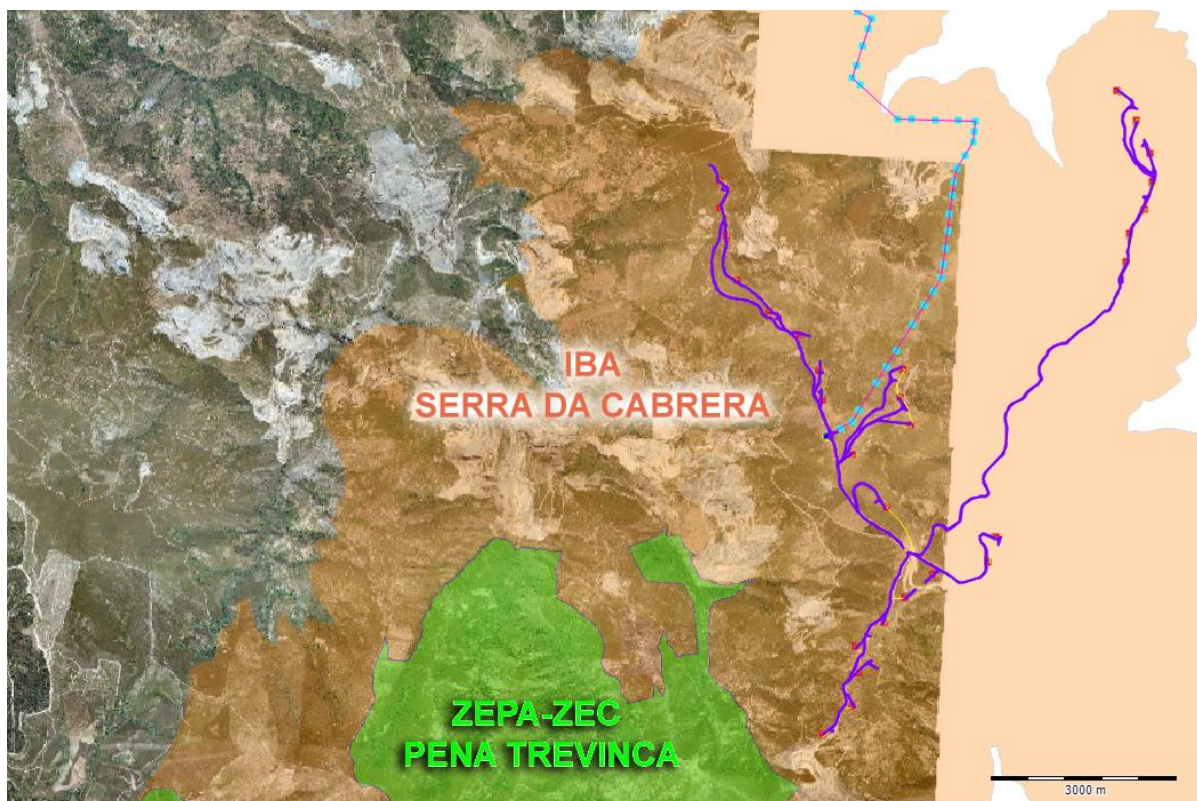 IBA
SERRA DA CABRERA
ZEPA-ZEC
PENA TREVINCA
3000 m